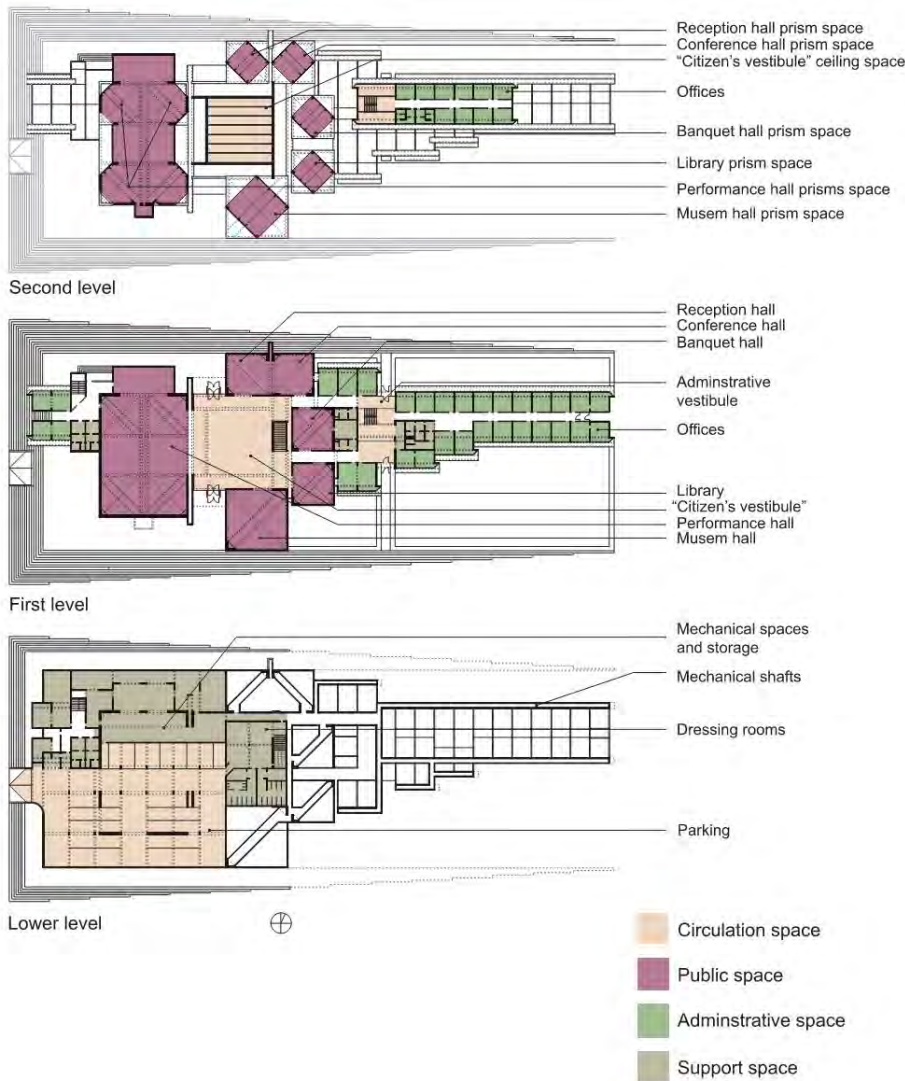 Reception hall prism space
Conference hall prism space
“Citizen’s vestibule” ceiling space
Offices
Banquet hall prism space
Library prism space
Performance hall prisms space
Musem hall prism space
Second level
Reception hall
Conference hall
Banquet hall
Adminstrative
vestibule
Offices
Library
“Citizen’s vestibule”
Performance hall
Musem hall
First level
Mechanical spaces
and storage
Mechanical shafts
Dressing rooms
Parking
Lower level
Circulation space
Public space
Adminstrative space
Support space